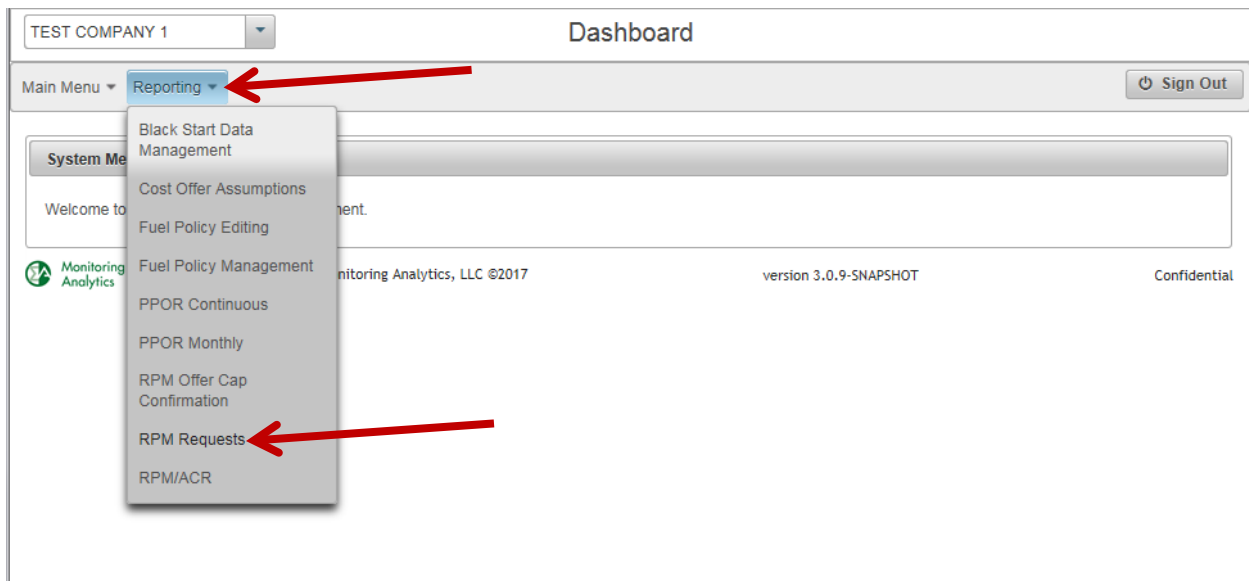 TEST COMPANY 1
Dashboard
Main Menu
Reporting
Sign Out
Black Start Data
Management
System Me
Cost Offer Assumptions
Welcome to
Fuel Policy Editing
Monitoring
Analytics
Fuel Policy Management
Monitoring Analytics, LLC ©2017
version 3.0.9-SNAPSHOT
Confidential
PPOR Continuous
PPOR Monthly
RPM Offer Cap
Confirmation
RPM Requests
RPM/ACR